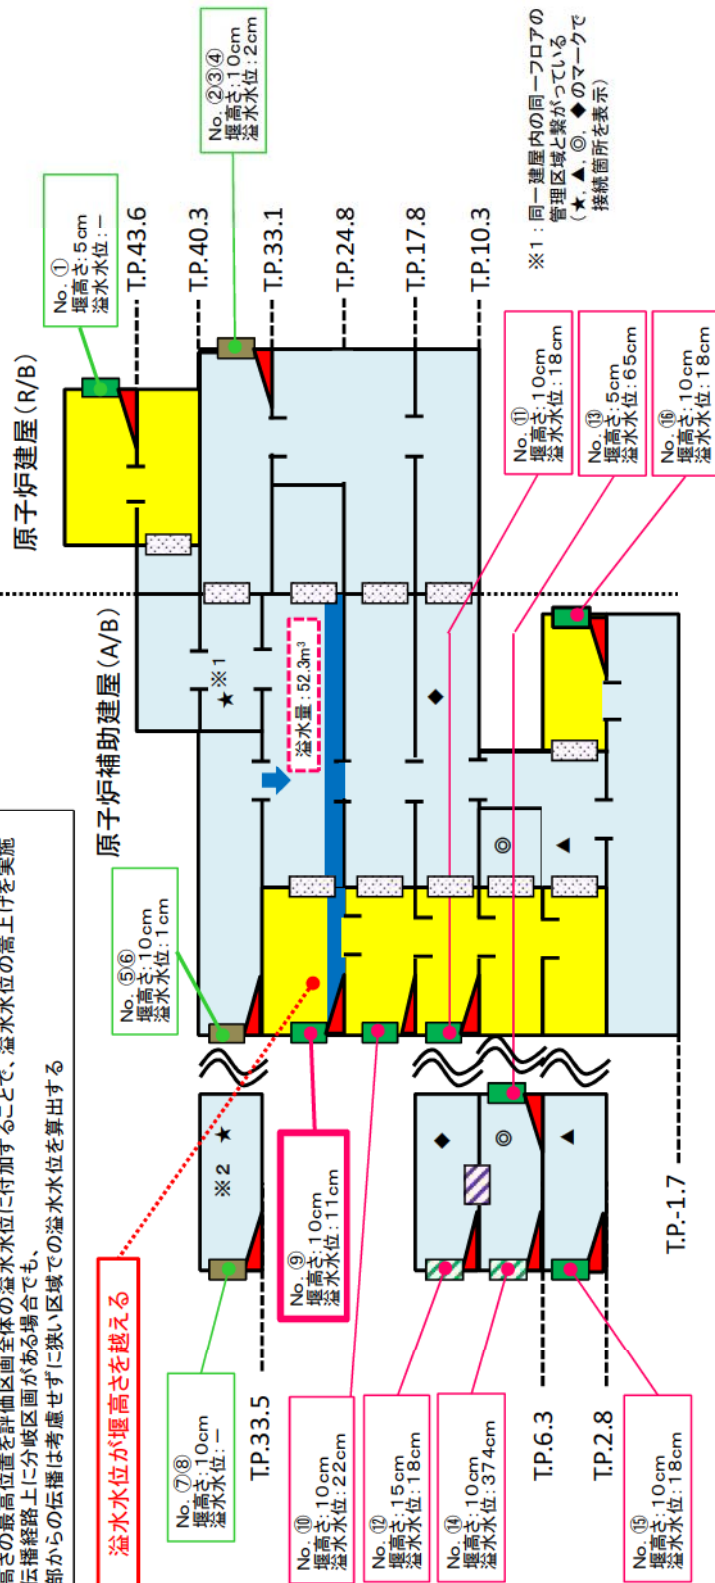 高さの最高位置を評価区画全体の溢水水位に付加することで、溢水水位の嵩上げを実施
伝播経路上に分岐区画がある場合でも、
部からの伝播は考慮せずに狭い区域での溢水水位を算出する
原子炉補助建屋(A/B)
原子炉建屋(R/B)
No. ①
堰高さ:5cm
溢水水位:−
No. ②③④
堰高さ:10cm
溢水水位:2cm
No. ⑤⑥
堰高さ:10cm
溢水水位:1cm
No. ⑦⑧
堰高さ:10cm
溢水水位:−
溢水水位が堰高さを越える
No. ⑨
堰高さ:10cm
溢水水位:11cm
No. ⑩
堰高さ:10cm
溢水水位:22cm
No. ⑫
堰高さ:15cm
溢水水位:18cm
No. ⑭
堰高さ:10cm
溢水水位:374cm
No. ⑮
堰高さ:10cm
溢水水位:18cm
No. ⑪
堰高さ:10cm
溢水水位:18cm
No. ⑬
堰高さ:5cm
溢水水位:65cm
No. ⑯
堰高さ:10cm
溢水水位:18cm
T.P.43.6
T.P.40.3
T.P.33.1
T.P.24.8
T.P.17.8
T.P.10.3
T.P.33.5
T.P.6.3
T.P.2.8
T.P.-1.7
※2 ★
★※1
溢水量:52.3m³
◆
◎
▲
◆
◎
▲
※1:同一建屋内の同一フロアの
管理区域と繋がっている
(★,▲,◎,◆のマークで
接続箇所を表示)